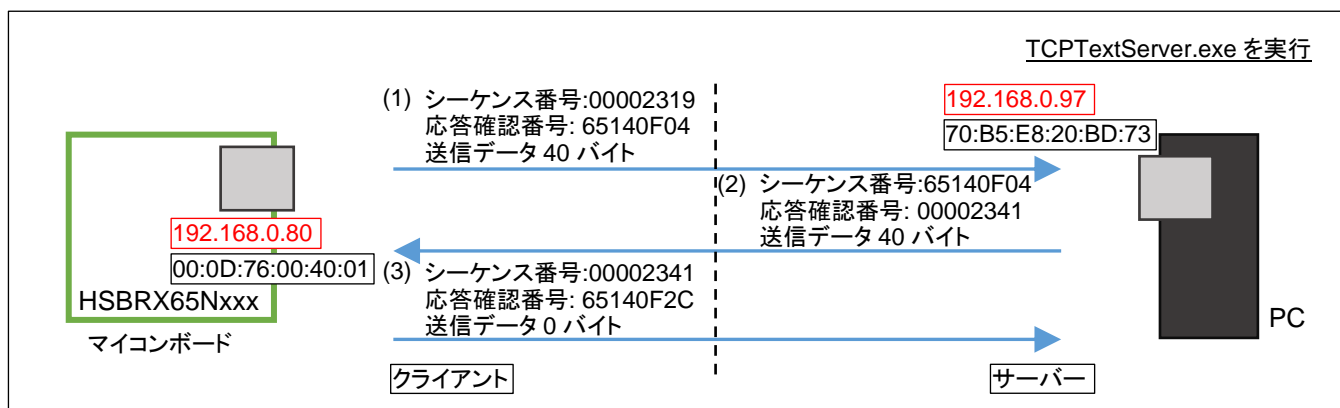 TCPTextServer.exe を実行
(1) シーケンス番号:00002319
応答確認番号: 65140F04
送信データ 40 バイト
192.168.0.97
70:B5:E8:20:BD:73
(2) シーケンス番号:65140F04
応答確認番号: 00002341
送信データ 40 バイト
192.168.0.80
00:0D:76:00:40:01
(3) シーケンス番号:00002341
応答確認番号: 65140F2C
送信データ 0 バイト
HSBRX65Nxxx
マイコンボード
PC
クライアント
サーバー